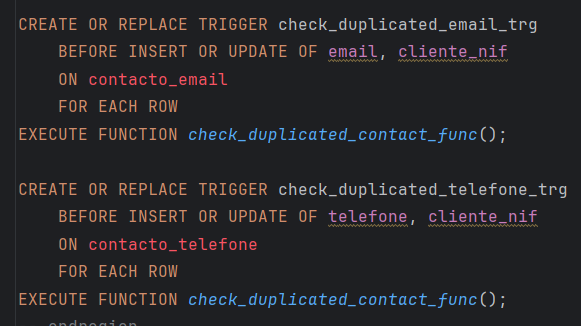 CREATE OR REPLACE TRIGGER check_duplicated_email_trg
BEFORE INSERT OR UPDATE OF email, cliente_nif
ON contacto_email
FOR EACH ROW
EXECUTE FUNCTION check_duplicated_contact_func();
CREATE OR REPLACE TRIGGER check_duplicated_telefone_trg
BEFORE INSERT OR UPDATE OF telefone, cliente_nif
ON contacto_telefone
FOR EACH ROW
EXECUTE FUNCTION check_duplicated_contact_func();
endregion